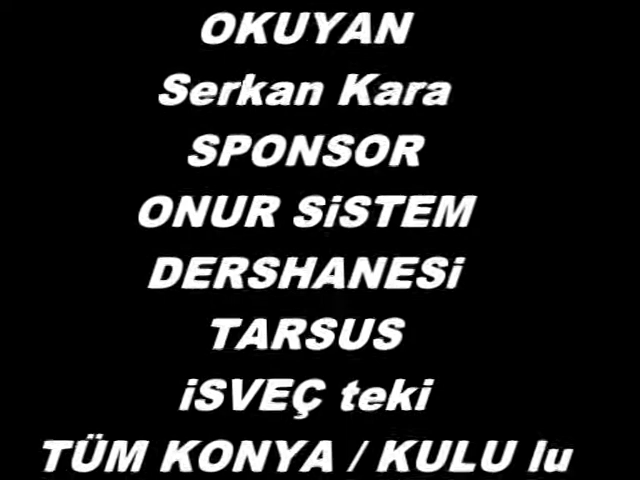 OKUYAN
Serkan Kara
SPONSOR
ONUR SiSTEM
DERSHANESi
TARSUS
iSVEÇ teki
TÜM KONYA / KULU lu